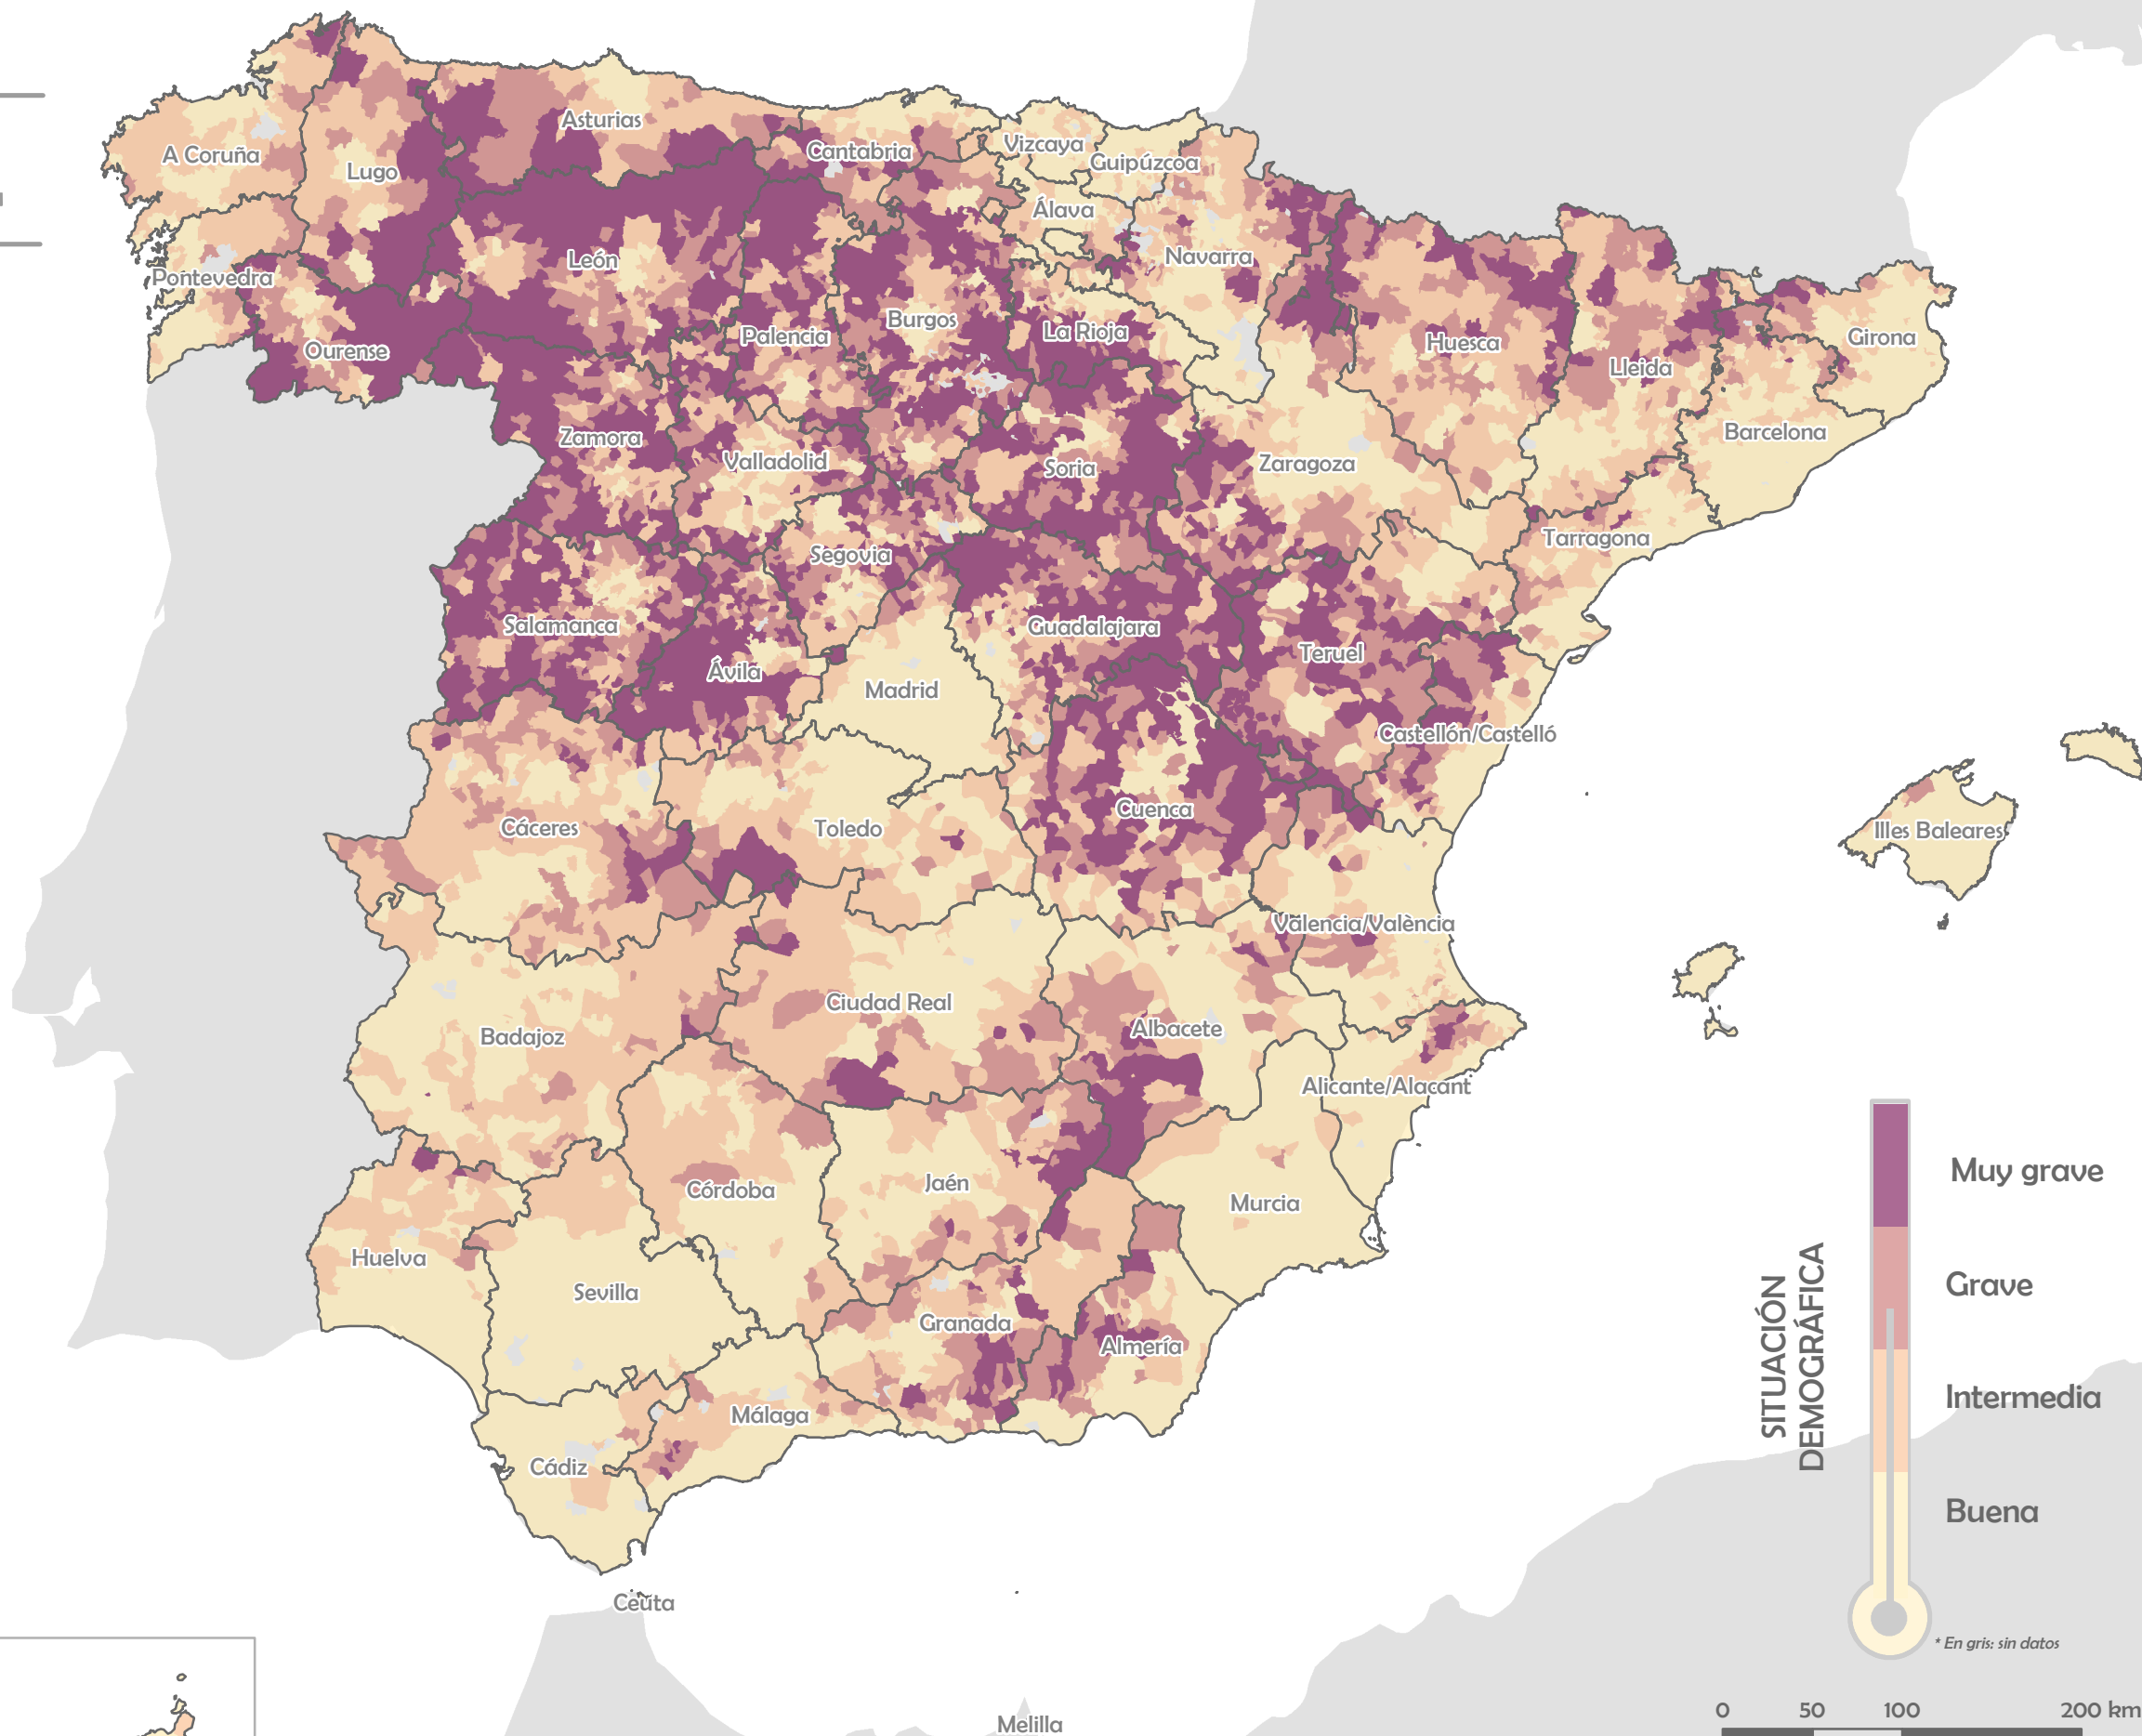 Asturias
Cantabria
Vizcaya
Guipúzcoa
A Coruña
Lugo
Álava
Navarra
León
Pontevedra
Palencia
Burgos
La Rioja
Huesca
Girona
Ourense
Lleida
Zamora
Valladolid
Soria
Zaragoza
Barcelona
Segovia
Tarragona
Salamanca
Guadalajara
Teruel
Ávila
Madrid
Castellón/Castelló
Cáceres
Toledo
Cuenca
Illes Baleares
Valencia/València
Ciudad Real
Badajoz
Albacete
Alicante/Alacant
Córdoba
Jaén
Murcia
Huelva
Sevilla
Granada
Almería
Málaga
Cádiz
Ceuta
Melilla
SITUACIÓN
DEMOGRÁFICA
Muy grave
Grave
Intermedia
Buena
* En gris: sin datos
0 50 100 200 km